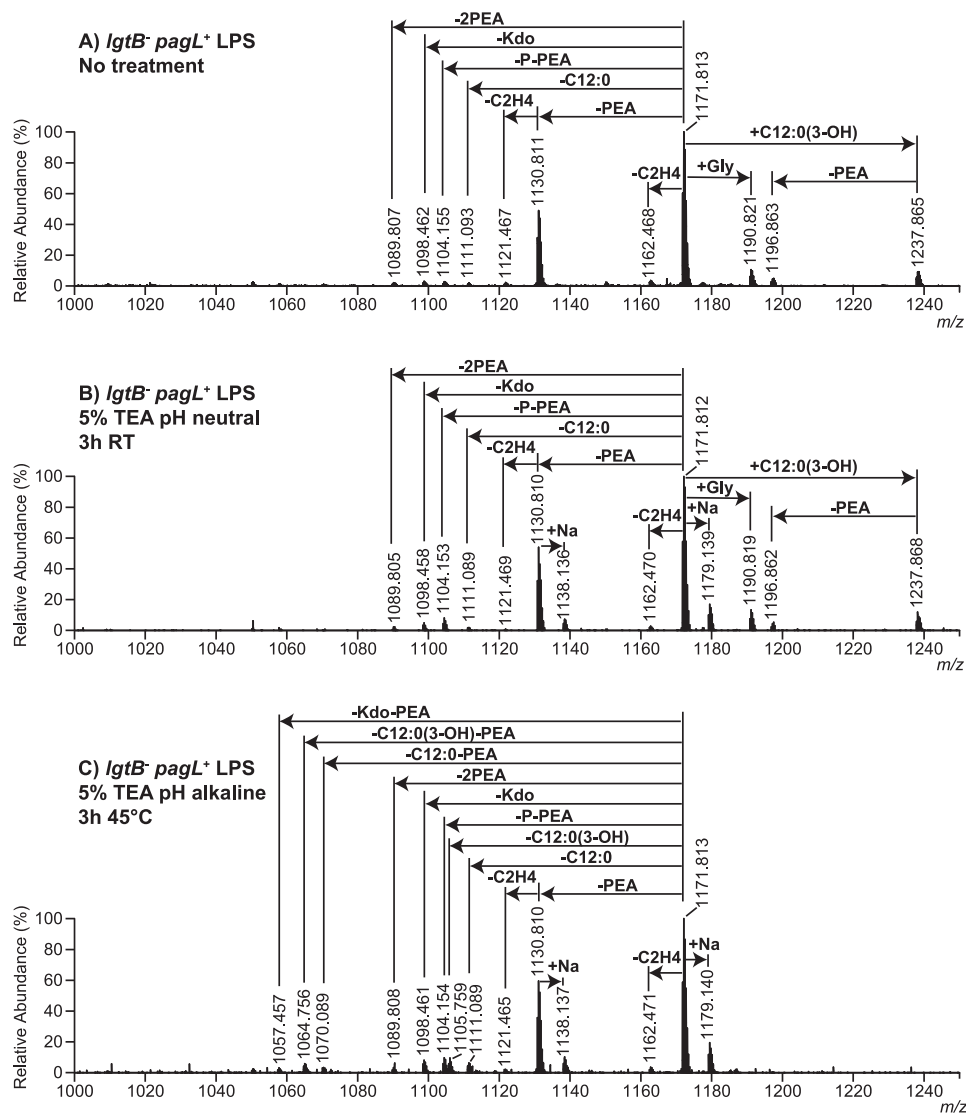 A) lgtB- pagL+ LPS
No treatment
-2PEA
-Kdo
-P-PEA
-C12:0
-C2H4
-PEA
1171.813
+C12:0(3-OH)
+Gly
-PEA
-C2H4
1089.807
1098.462
1104.155
1111.093
1121.467
1130.811
1162.468
1190.821
1196.863
1237.865
Relative Abundance (%)
100
80
60
40
20
0
1000 1020 1040 1060 1080 1100 1120 1140 1160 1180 1200 1220 1240
m/z
B) lgtB- pagL+ LPS
5% TEA pH neutral
3h RT
-2PEA
-Kdo
-P-PEA
-C12:0
-C2H4
-PEA
1171.812
+C12:0(3-OH)
+Gly
-C2H4
+Na
-PEA
+Na
1089.805
1098.458
1104.153
1111.089
1121.469
1130.810
1138.136
1162.470
1179.139
1190.819
1196.862
1237.868
Relative Abundance (%)
100
80
60
40
20
0
1000 1020 1040 1060 1080 1100 1120 1140 1160 1180 1200 1220 1240
m/z
C) lgtB- pagL+ LPS
5% TEA pH alkaline
3h 45°C
-Kdo-PEA
-C12:0(3-OH)-PEA
-C12:0-PEA
-2PEA
-Kdo
-P-PEA
-C12:0(3-OH)
-C12:0
-C2H4
-PEA
1171.813
-C2H4
+Na
+Na
1057.457
1064.756
1070.089
1089.808
1098.461
1104.154
1105.759
1111.089
1121.465
1130.810
1138.137
1162.471
1179.140
Relative Abundance (%)
100
80
60
40
20
0
1000 1020 1040 1060 1080 1100 1120 1140 1160 1180 1200 1220 1240
m/z